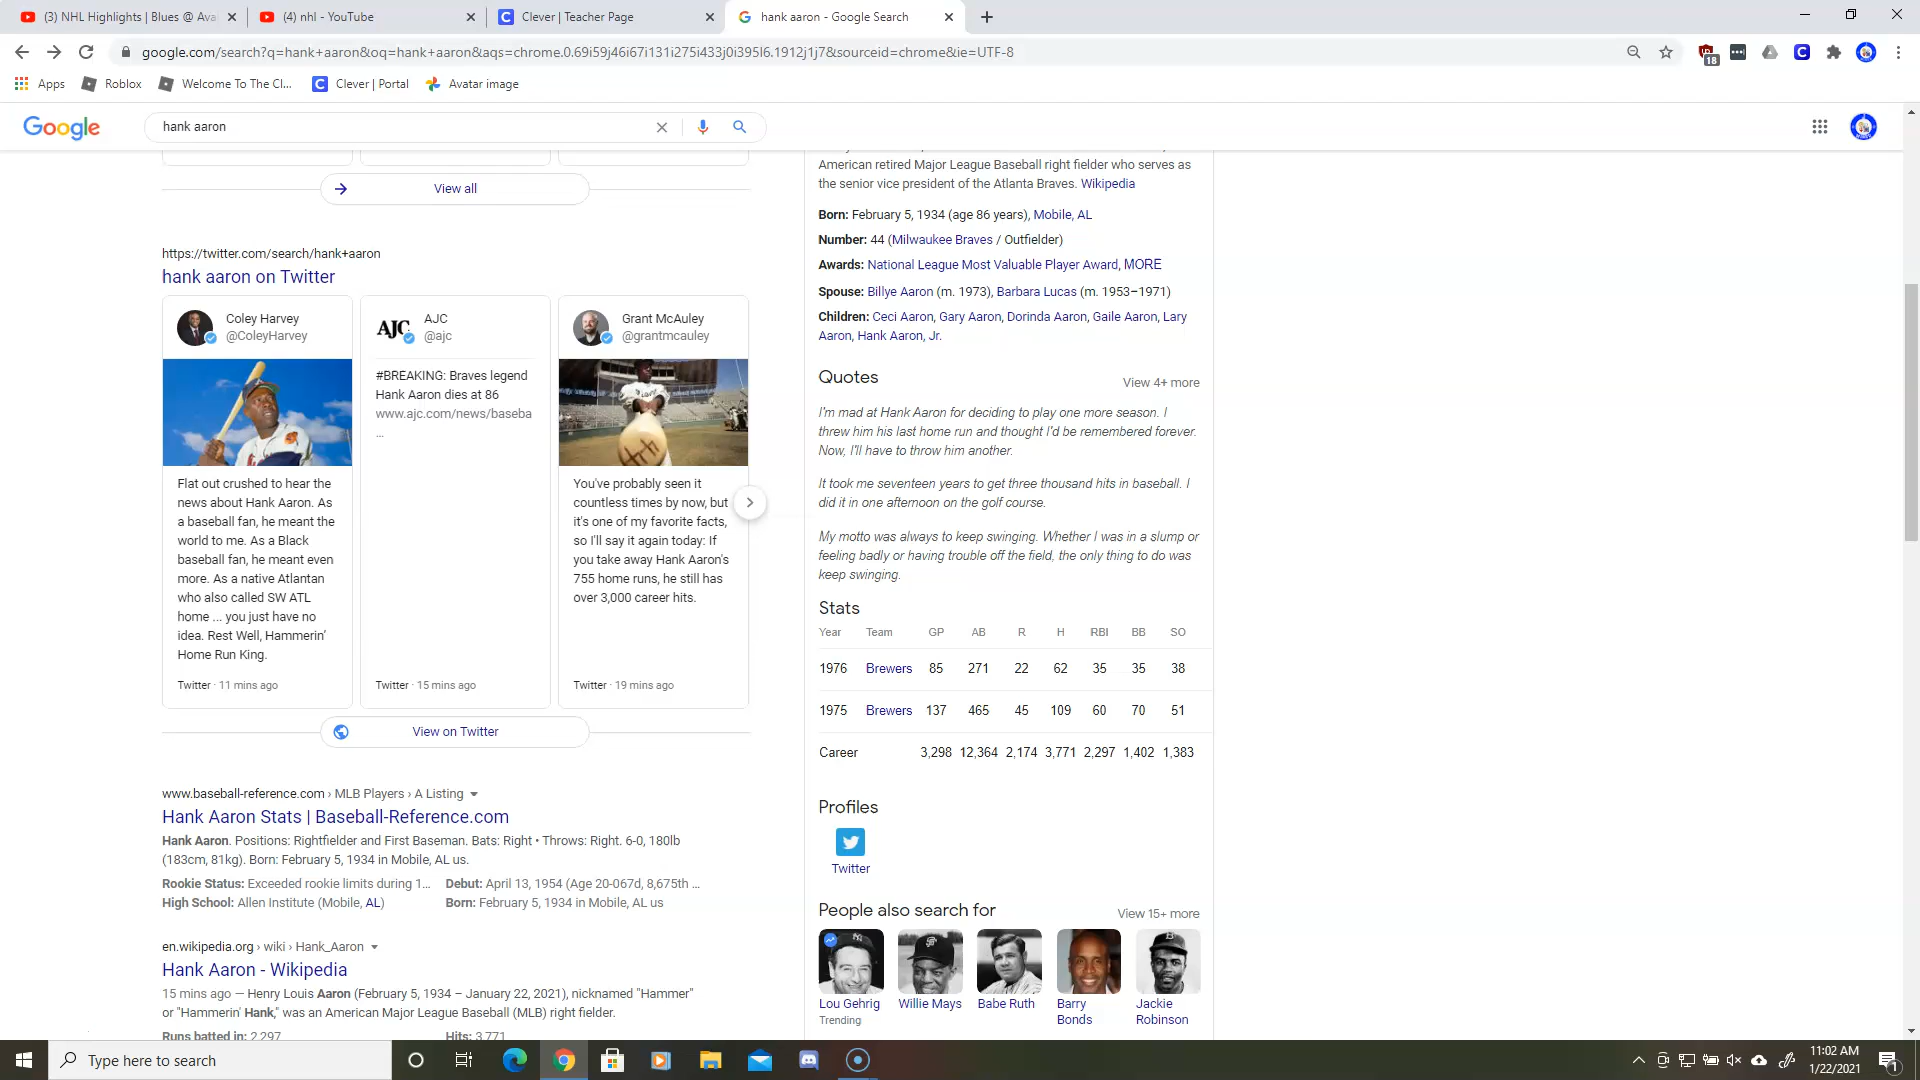 (3) NHL Highlights | Blues @ Ava
(4) nhl - YouTube
Clever | Teacher Page
hank aaron - Google Search
google.com/search?q=hank+aaron&oq=hank+aaron&aqs=chrome.0.69i59j46i67i131i275i433j0i395l6.1912j1j7&sourceid=chrome&ie=UTF-8
18
Apps
Roblox
Welcome To The Cl...
Clever | Portal
Avatar image
Google
hank aaron
View all
https://twitter.com/search/hank+aaron
hank aaron on Twitter
Coley Harvey
@ColeyHarvey
Flat out crushed to hear the
news about Hank Aaron. As
a baseball fan, he meant the
world to me. As a Black
baseball fan, he meant even
more. As a native Atlantan
who also called SW ATL
home ... you just have no
idea. Rest Well, Hammerin'
Home Run King.
Twitter · 11 mins ago
AJC
AJC
@ajc
#BREAKING: Braves legend
Hank Aaron dies at 86
www.ajc.com/news/baseba
...
Twitter · 15 mins ago
Grant McAuley
@grantmcauley
You've probably seen it
countless times by now, but
it's one of my favorite facts,
so I'll say it again today: If
you take away Hank Aaron's
755 home runs, he still has
over 3,000 career hits.
Twitter · 19 mins ago
View on Twitter
www.baseball-reference.com › MLB Players › A Listing
Hank Aaron Stats | Baseball-Reference.com
Hank Aaron. Positions: Rightfielder and First Baseman. Bats: Right • Throws: Right. 6-0, 180lb
(183cm, 81kg). Born: February 5, 1934 in Mobile, AL us.
Rookie Status: Exceeded rookie limits during 1... Debut: April 13, 1954 (Age 20-067d, 8,675th ...
High School: Allen Institute (Mobile, AL) Born: February 5, 1934 in Mobile, AL us
en.wikipedia.org › wiki › Hank_Aaron
Hank Aaron - Wikipedia
15 mins ago — Henry Louis Aaron (February 5, 1934 – January 22, 2021), nicknamed "Hammer"
or "Hammerin' Hank," was an American Major League Baseball (MLB) right fielder.
Runs batted in: 2,297 Hits: 3,771
American retired Major League Baseball right fielder who serves as
the senior vice president of the Atlanta Braves. Wikipedia
Born: February 5, 1934 (age 86 years), Mobile, AL
Number: 44 (Milwaukee Braves / Outfielder)
Awards: National League Most Valuable Player Award, MORE
Spouse: Billye Aaron (m. 1973), Barbara Lucas (m. 1953–1971)
Children: Ceci Aaron, Gary Aaron, Dorinda Aaron, Gaile Aaron, Lary
Aaron, Hank Aaron, Jr.
Quotes
View 4+ more
I'm mad at Hank Aaron for deciding to play one more season. I
threw him his last home run and thought I'd be remembered forever.
Now, I'll have to throw him another.
It took me seventeen years to get three thousand hits in baseball. I
did it in one afternoon on the golf course.
My motto was always to keep swinging. Whether I was in a slump or
feeling badly or having trouble off the field, the only thing to do was
keep swinging.
Stats
Year Team GP AB R H RBI BB SO
1976 Brewers 85 271 22 62 35 35 38
1975 Brewers 137 465 45 109 60 70 51
Career 3,298 12,364 2,174 3,771 2,297 1,402 1,383
Profiles
Twitter
People also search for
View 15+ more
Lou Gehrig
Trending
Willie Mays
Babe Ruth
Barry
Bonds
Jackie
Robinson
Type here to search
11:02 AM
1/22/2021
1